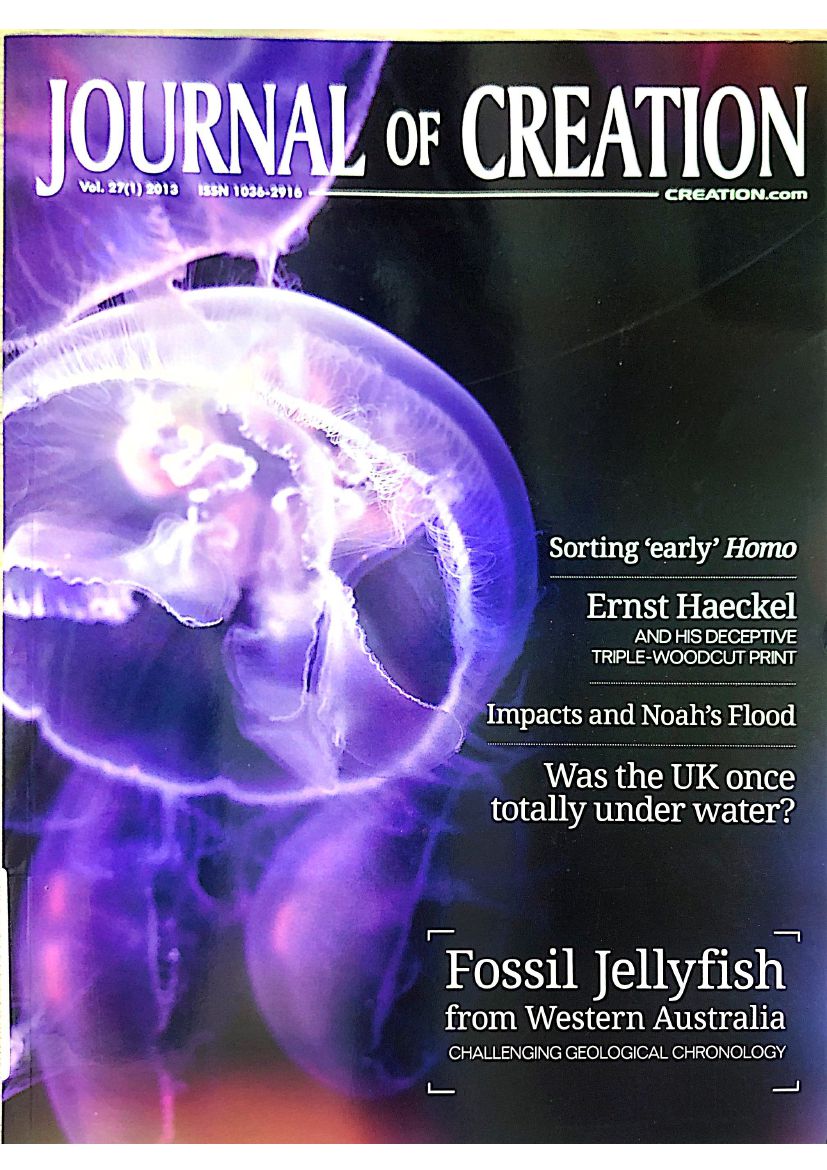 JOURNAL OF CREATION
Vol. 27(1) 2013 ISSN 1036-2916 CREATION.com
Sorting ‘early’ Homo
Ernst Haeckel
AND HIS DECEPTIVE
TRIPLE-WOODCUT PRINT
Impacts and Noah’s Flood
Was the UK once
totally under water?
Fossil Jellyfish
from Western Australia
CHALLENGING GEOLOGICAL CHRONOLOGY